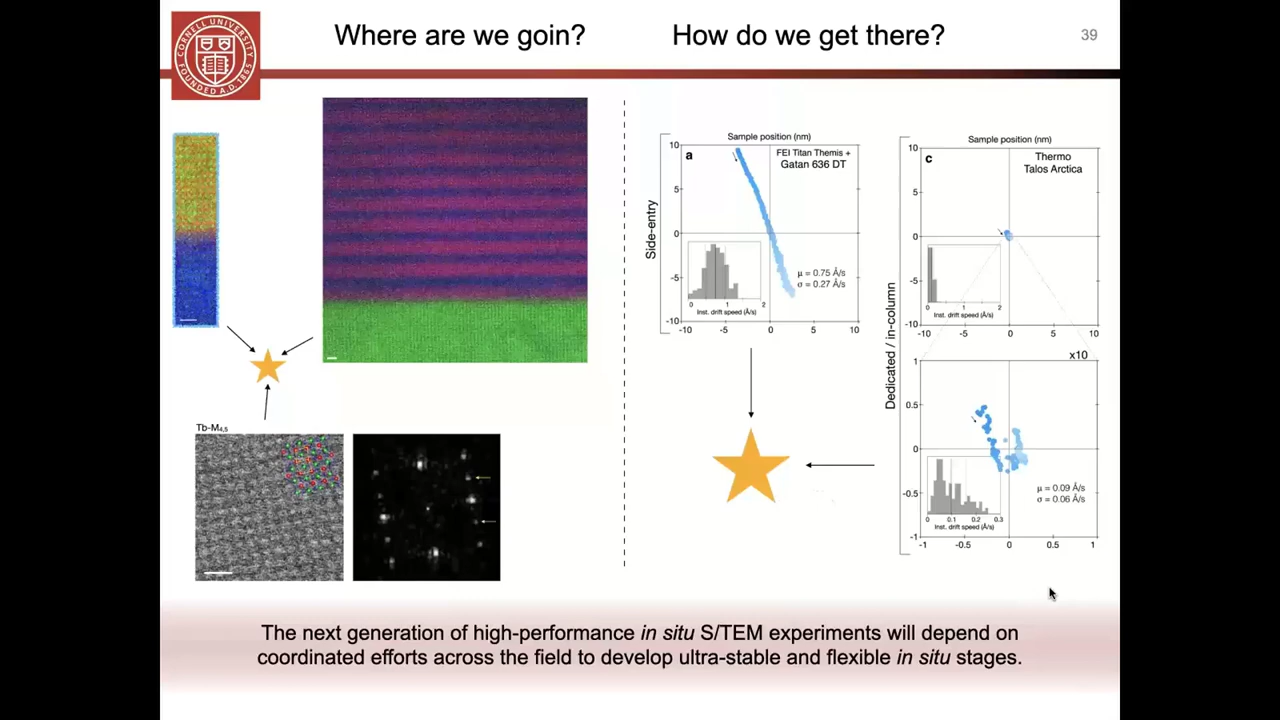 CORNELL UNIVERSITY
FOUNDED A.D. 1865
Where are we goin?
How do we get there?
39
Tb-M₄,₅
Side-entry
Sample position (nm)
a
FEI Titan Themis +
Gatan 636 DT
10
5
0
-5
-10
μ = 0.75 Å/s
σ = 0.27 Å/s
0
1
2
Inst. drift speed (Å/s)
-10
-5
0
5
10
Dedicated / in-column
Sample position (nm)
c
Thermo
Talos Arctica
10
5
0
-5
-10
0
1
2
Inst. drift speed (Å/s)
-10
-5
0
5
10
x10
1
0.5
0
-0.5
-1
μ = 0.09 Å/s
σ = 0.06 Å/s
0
0.1
0.2
0.3
Inst. drift speed (Å/s)
-1
-0.5
0
0.5
1
The next generation of high-performance in situ S/TEM experiments will depend on
coordinated efforts across the field to develop ultra-stable and flexible in situ stages.